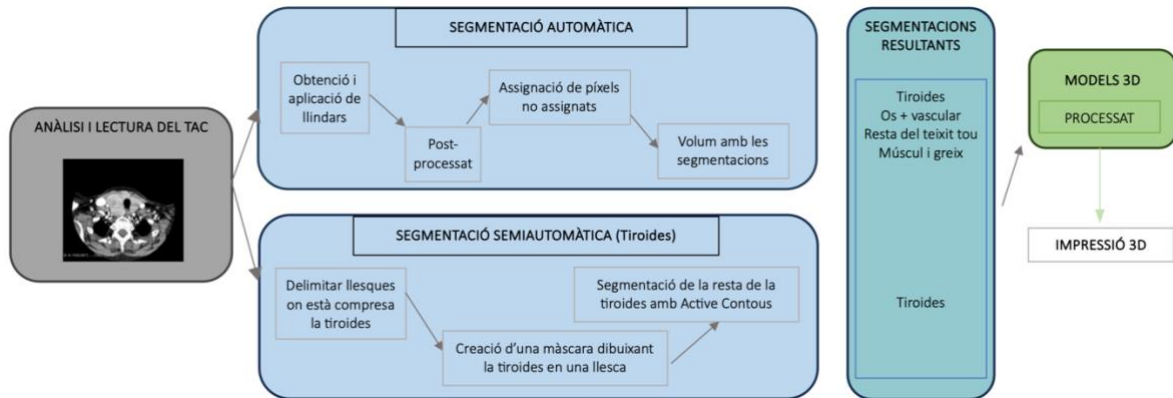 ANÀLISI I LECTURA DEL TAC
SEGMENTACIÓ AUTOMÀTICA
Obtenció i
aplicació de
llindars
Post-
processat
Assignació de píxels
no assignats
Volum amb les
segmentacions
SEGMENTACIÓ SEMIAUTOMÀTICA (Tiroides)
Delimitar llesques
on està compresa
la tiroides
Creació d'una màscara dibuixant
la tiroides en una llesca
Segmentació de la resta de la
tiroides amb Active Contous
SEGMENTACIONS
RESULTANTS
Tiroides
Os + vascular
Resta del teixit tou
Múscul i greix
Tiroides
MODELS 3D
PROCESSAT
IMPRESSIÓ 3D